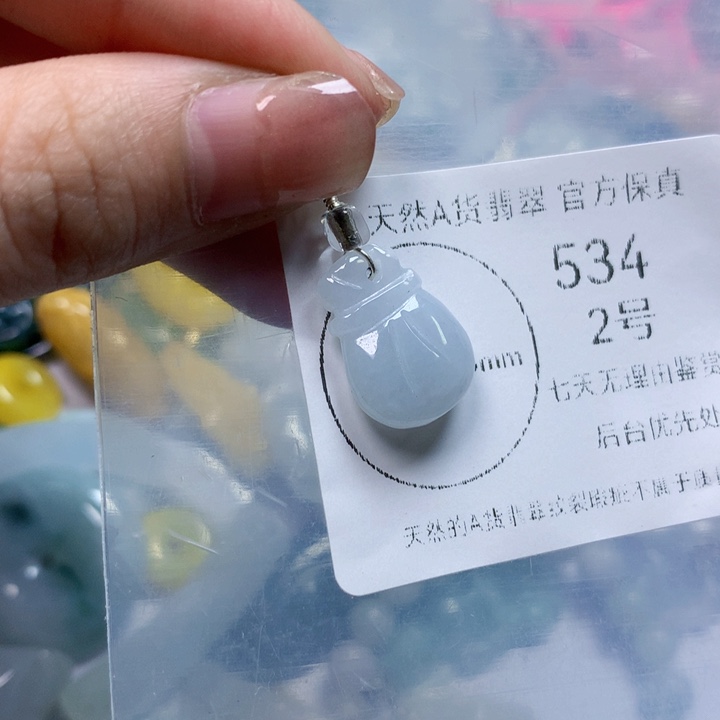 天然A货翡翠 官方保真
534
2号
mm
七天无理由鉴赏
后台优先处
天然的A货翡翠纹裂瑕疵不属于